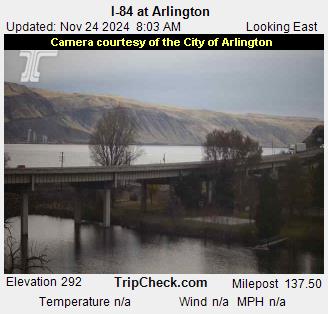 I-84 at Arlington
Updated: Nov 24 2024 8:03 AM Looking East
Camera courtesy of the City of Arlington
Elevation 292 TripCheck.com Milepost 137.50
Temperature n/a Wind n/a MPH n/a